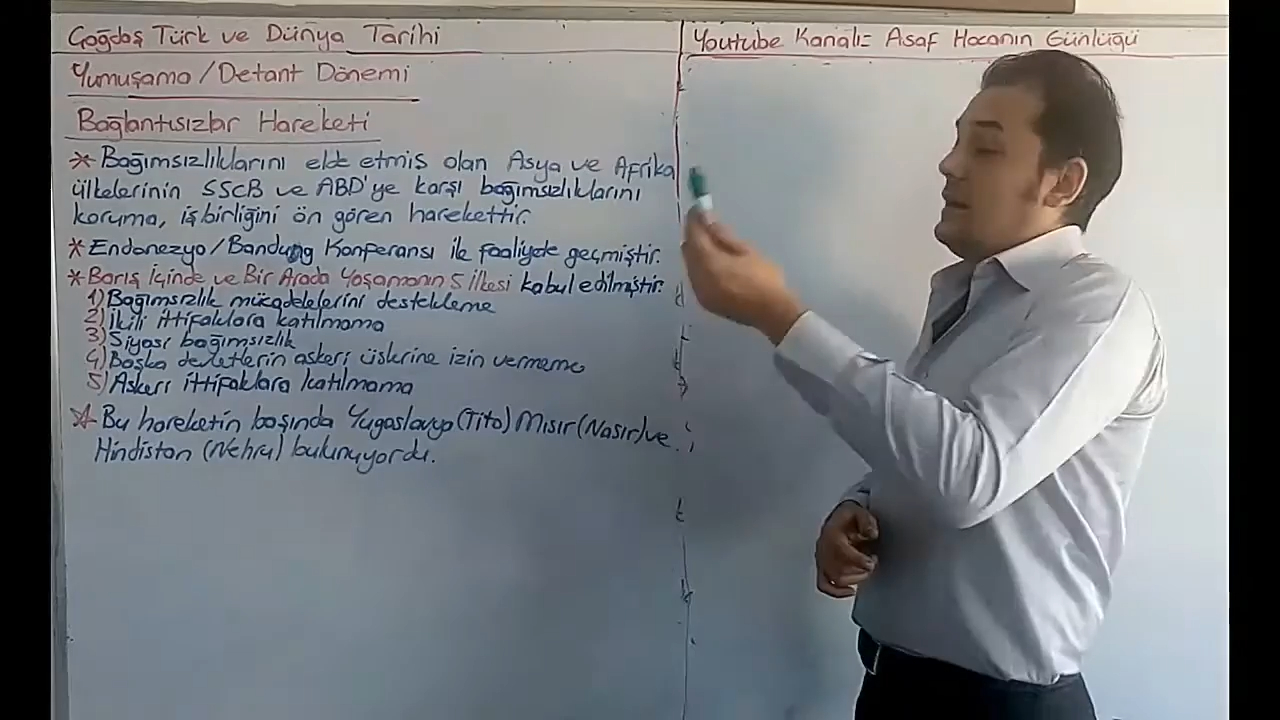 Çağdaş Türk ve Dünya Tarihi
Youtube Kanalı= Asaf Hocanın Günlüğü
Yumuşama / Detant Dönemi
Bağlantısızlar Hareketi
* Bağımsızlıklarını elde etmiş olan Asya ve Afrika
ülkelerinin SSCB ve ABD'ye karşı bağımsızlıklarını
koruma, işbirliğini ön gören harekettir.
* Endonezya/Bandung Konferansı ile faaliyete geçmiştir.
* Barış İçinde ve Bir Arada Yaşamanın 5 ilkesi kabul edilmiştir.
1) Bağımsızlık mücadelelerini destekleme
2) İkili ittifaklara katılmama
3) Siyasi bağımsızlık
4) Başka devletlerin askeri üslerine izin vermeme
5) Askeri ittifaklara katılmama
* Bu hareketin başında Yugoslavya(Tito) Mısır(Nasır) ve
Hindistan (Nehru) bulunuyordu.